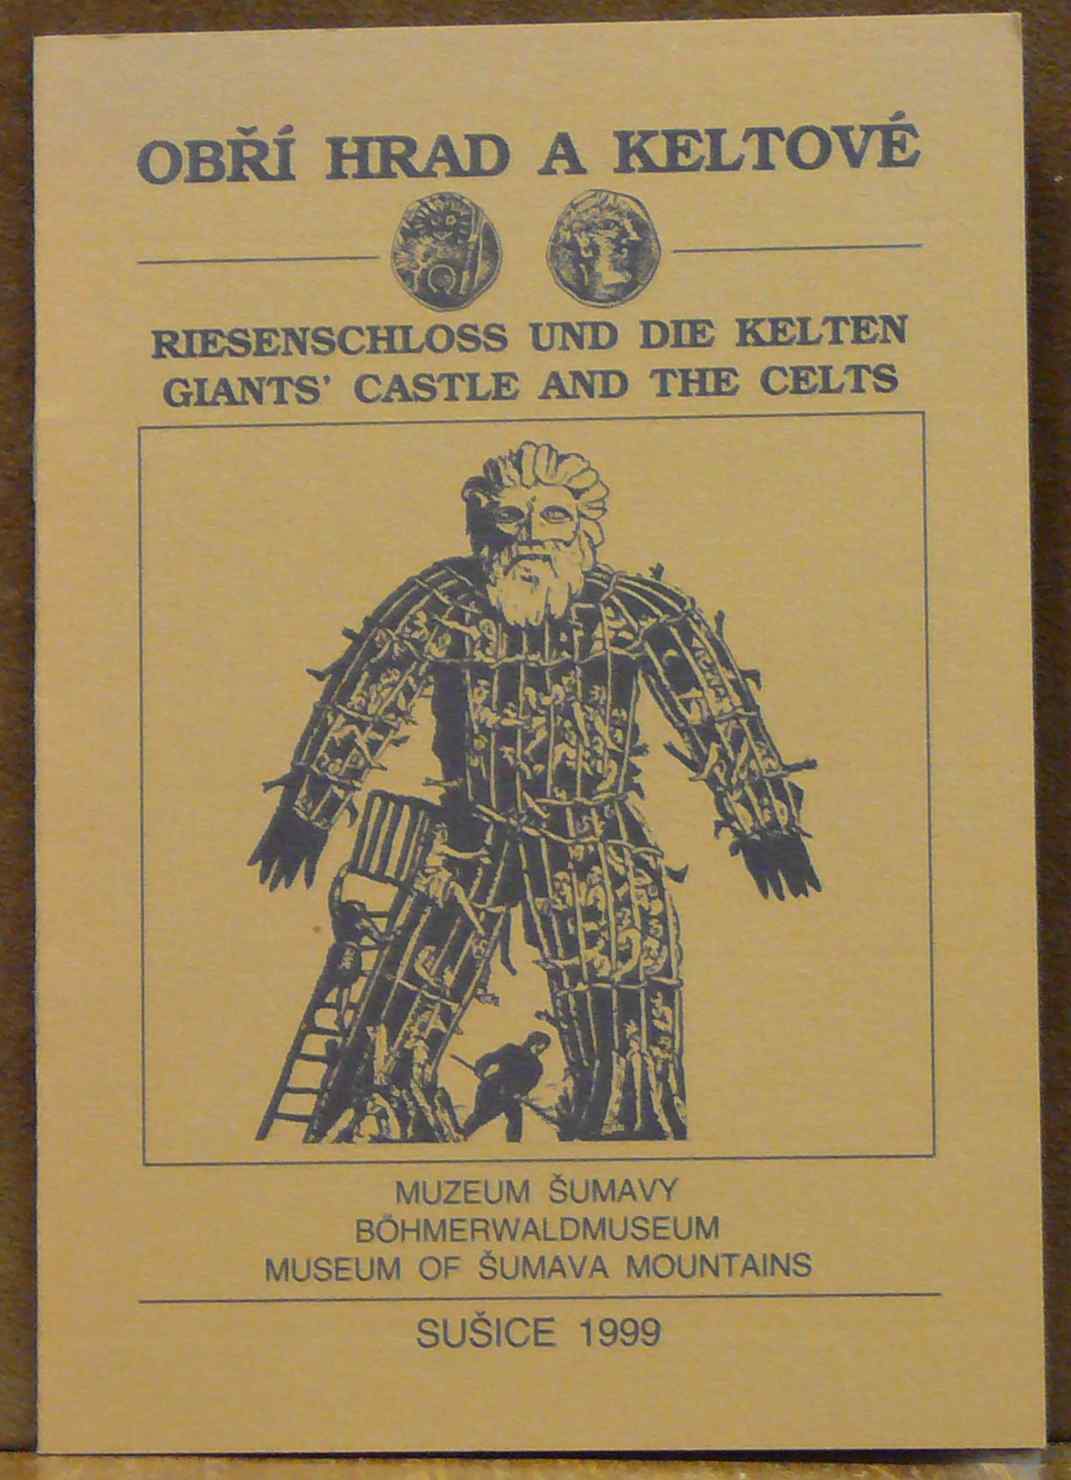 OBŘÍ HRAD A KELTOVÉ
RIESENSCHLOSS UND DIE KELTEN
GIANTS' CASTLE AND THE CELTS
MUZEUM ŠUMAVY
BÖHMERWALDMUSEUM
MUSEUM OF ŠUMAVA MOUNTAINS
SUŠICE 1999